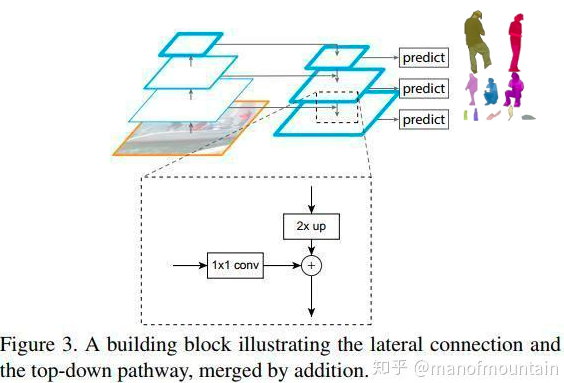 predict
predict
predict
2x up
1x1 conv
+
Figure 3. A building block illustrating the lateral connection and
the top-down pathway, merged by addition.
知乎 @manofmountain